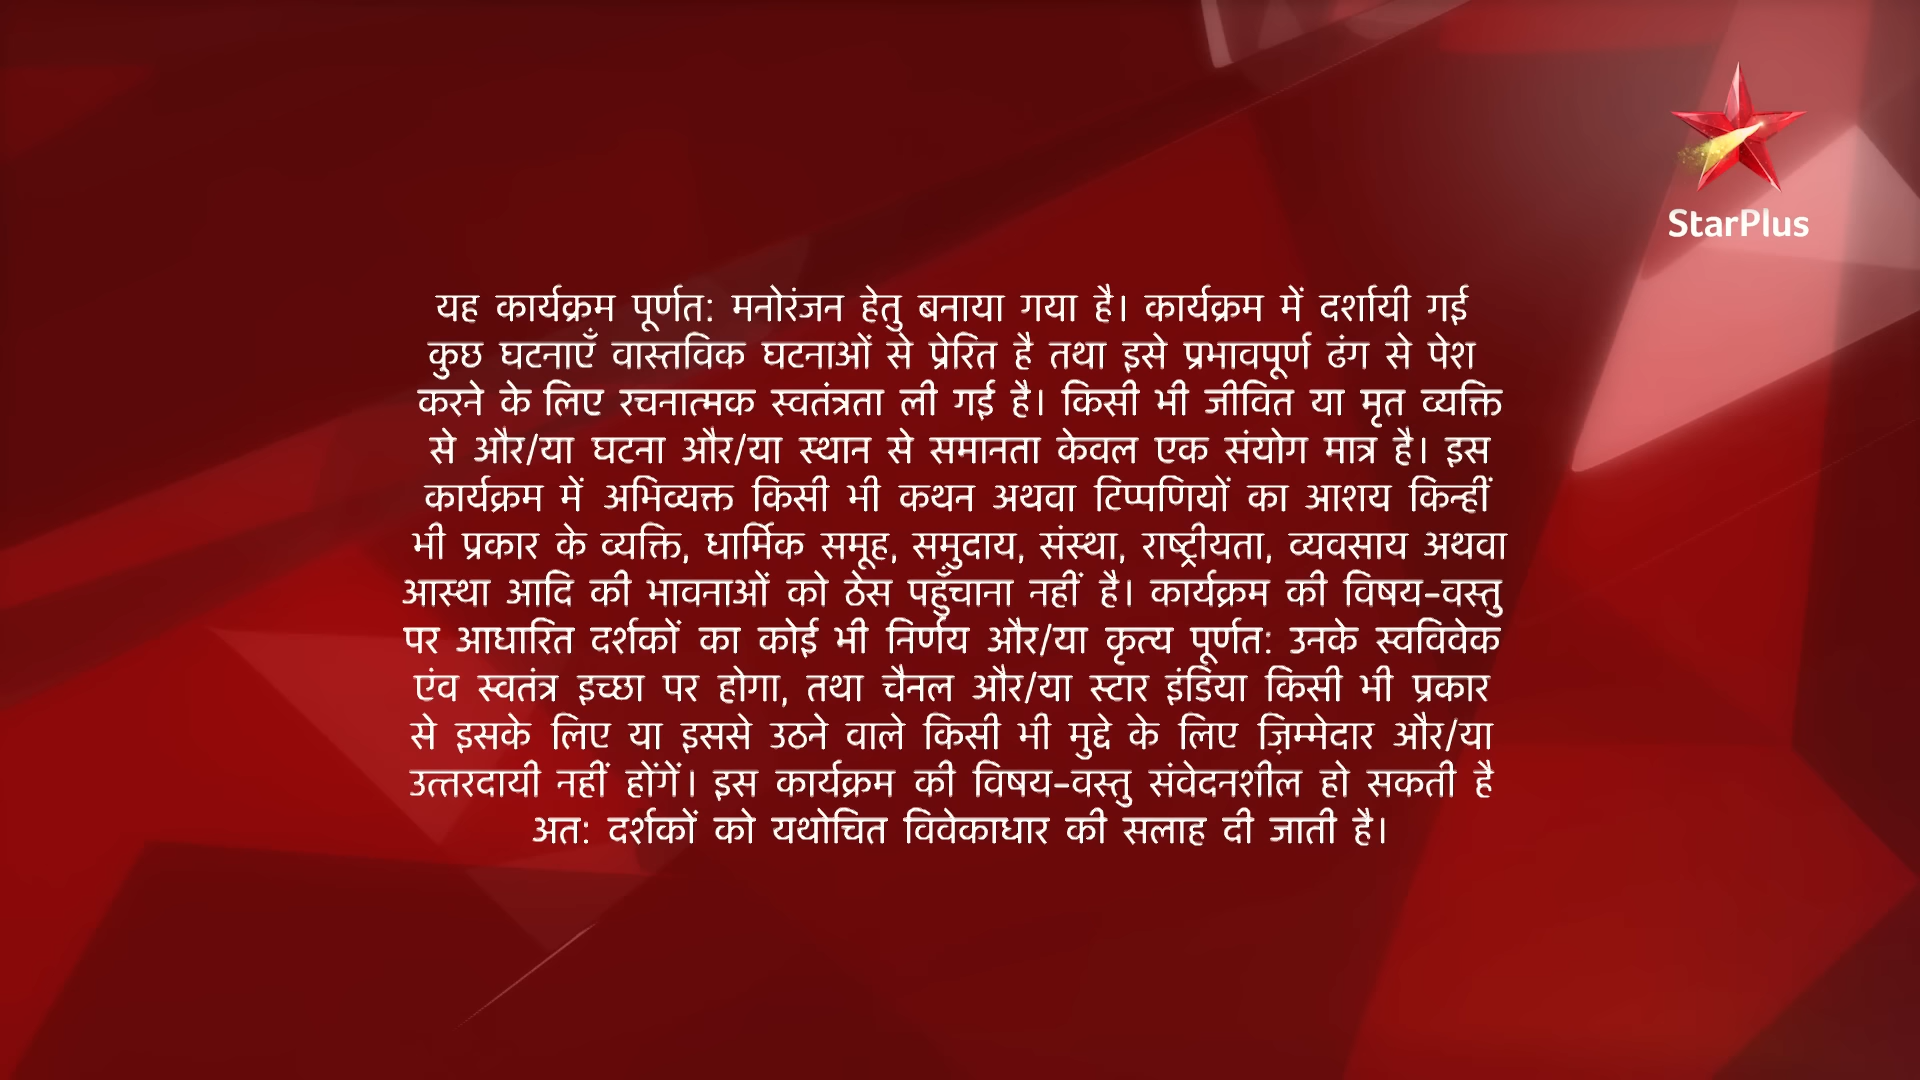 StarPlus
यह कार्यक्रम पूर्णत: मनोरंजन हेतु बनाया गया है। कार्यक्रम में दर्शायी गई
कुछ घटनाएँ वास्तविक घटनाओं से प्रेरित है तथा इसे प्रभावपूर्ण ढंग से पेश
करने के लिए रचनात्मक स्वतंत्रता ली गई है। किसी भी जीवित या मृत व्यक्ति
से और/या घटना और/या स्थान से समानता केवल एक संयोग मात्र है। इस
कार्यक्रम में अभिव्यक्त किसी भी कथन अथवा टिप्पणियों का आशय किन्हीं
भी प्रकार के व्यक्ति, धार्मिक समूह, समुदाय, संस्था, राष्ट्रीयता, व्यवसाय अथवा
आस्था आदि की भावनाओं को ठेस पहुँचाना नहीं है। कार्यक्रम की विषय-वस्तु
पर आधारित दर्शकों का कोई भी निर्णय और/या कृत्य पूर्णत: उनके स्वविवेक
एंव स्वतंत्र इच्छा पर होगा, तथा चैनल और/या स्टार इंडिया किसी भी प्रकार
से इसके लिए या इससे उठने वाले किसी भी मुद्दे के लिए ज़िम्मेदार और/या
उत्तरदायी नहीं होंगें। इस कार्यक्रम की विषय-वस्तु संवेदनशील हो सकती है
अत: दर्शकों को यथोचित विवेकाधार की सलाह दी जाती है।